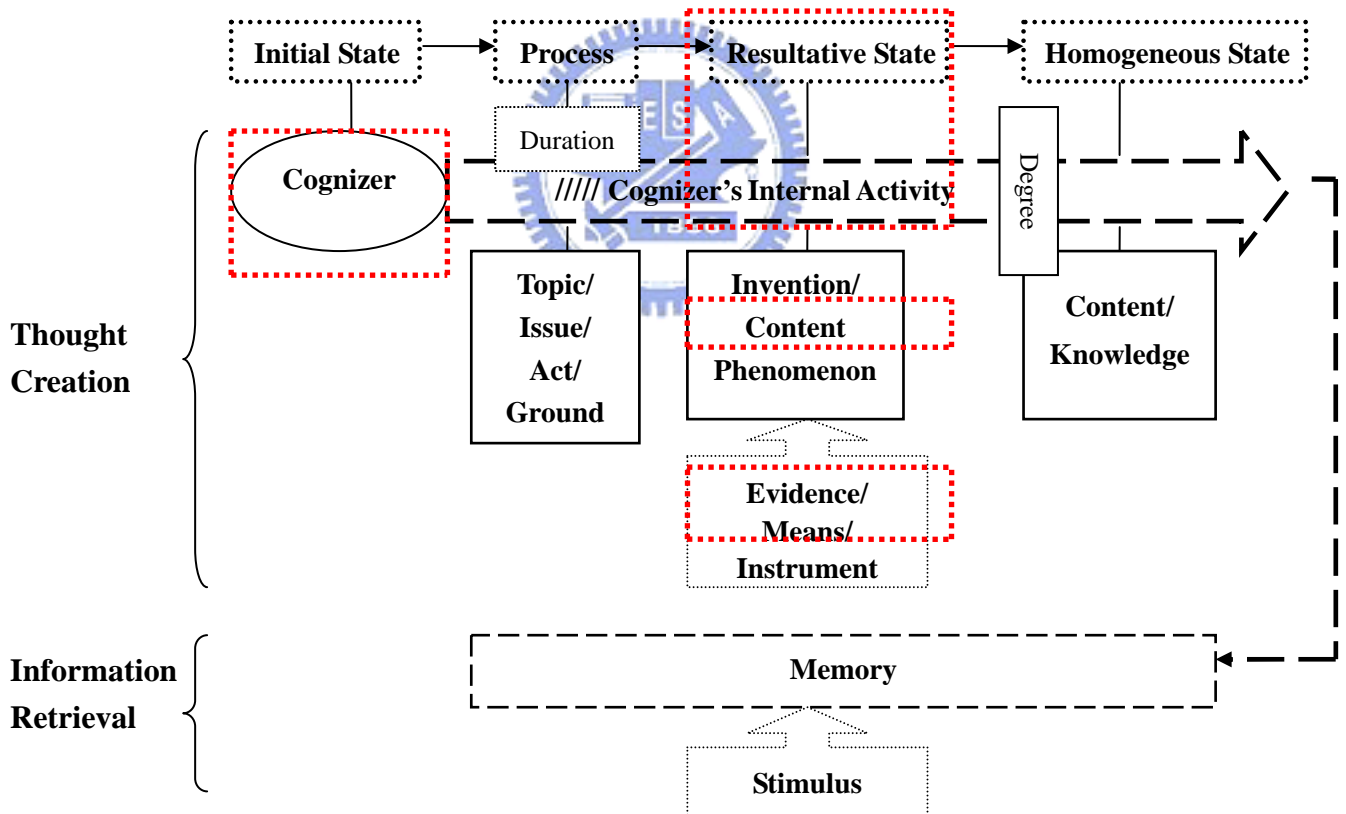 Initial State
Process
Resultative State
Homogeneous State
Duration
Degree
Cognizer
///// Cognizer’s Internal Activity
Thought
Creation
Topic/
Issue/
Act/
Ground
Invention/
Content
Phenomenon
Content/
Knowledge
Evidence/
Means/
Instrument
Information
Retrieval
Memory
Stimulus